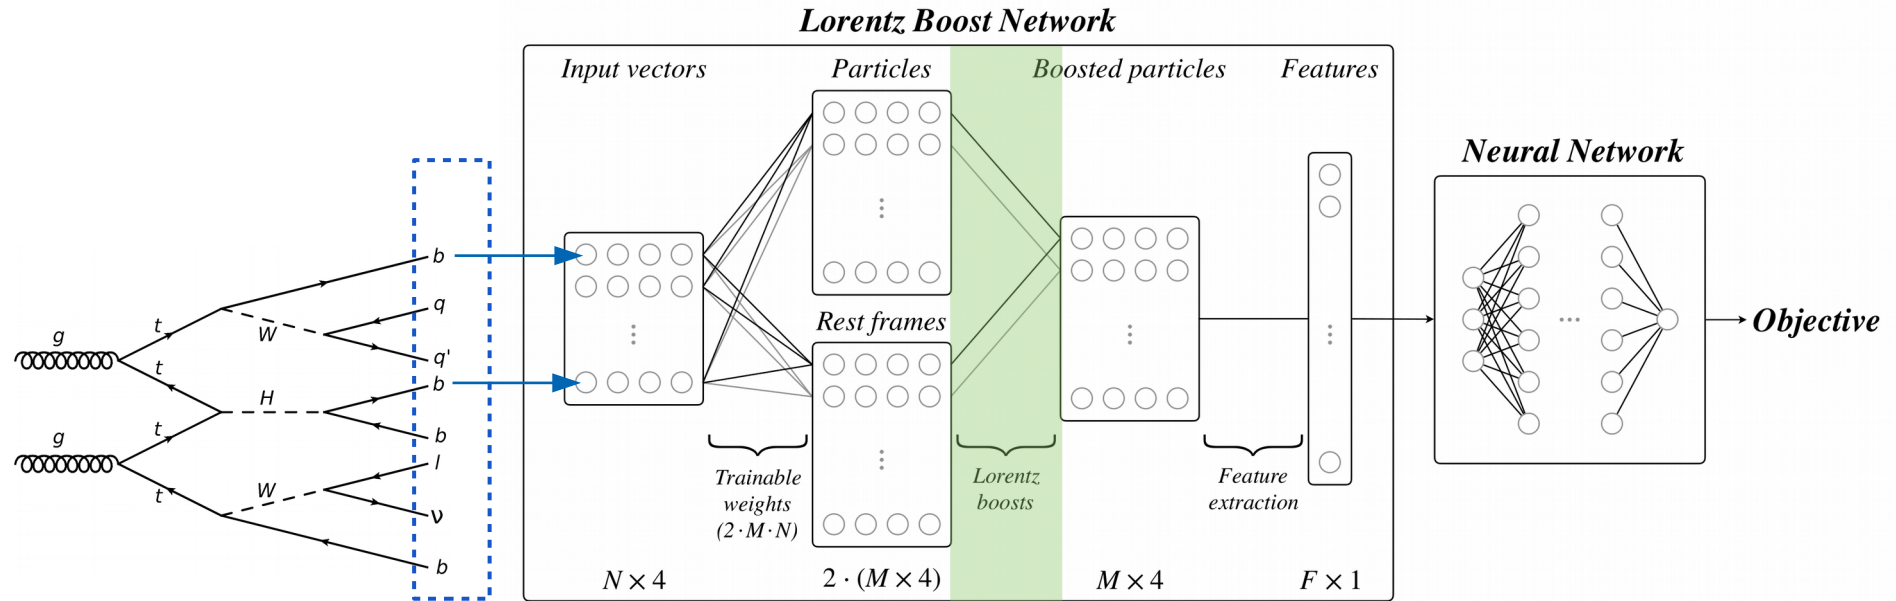 Lorentz Boost Network
Input vectors
Particles
Boosted particles
Features
Neural Network
b
q
g
t
W
q'
Rest frames
t
b
H
Objective
g
t
b
l
W
t
ν
b
Trainable
weights
(2·M·N)
Lorentz
boosts
Feature
extraction
N × 4
2 · (M × 4)
M × 4
F × 1